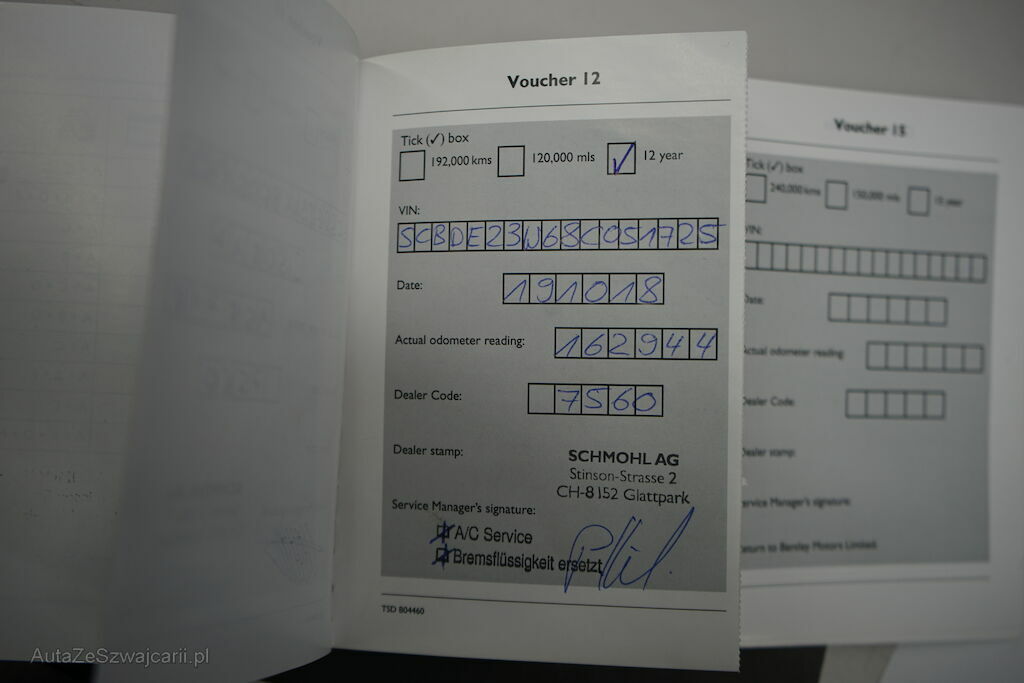 Voucher 12
Tick (✓) box
192,000 kms 120,000 mls ✓ 12 year
VIN:
SCBDE23W68C051725
Date: 191018
Actual odometer reading: 162944
Dealer Code: 7560
Dealer stamp:
SCHMOHL AG
Stinson-Strasse 2
CH-8152 Glattpark
Service Manager's signature:
A/C Service
Bremsflüssigkeit ersetzt
TSD 804460
Voucher 15
Tick (✓) box
240,000 kms 150,000 mls 15 year
VIN:
Date:
Actual odometer reading:
Dealer Code:
Dealer stamp:
Service Manager's signature:
Return to Bentley Motors Limited.
AutaZeSzwajcarii.pl